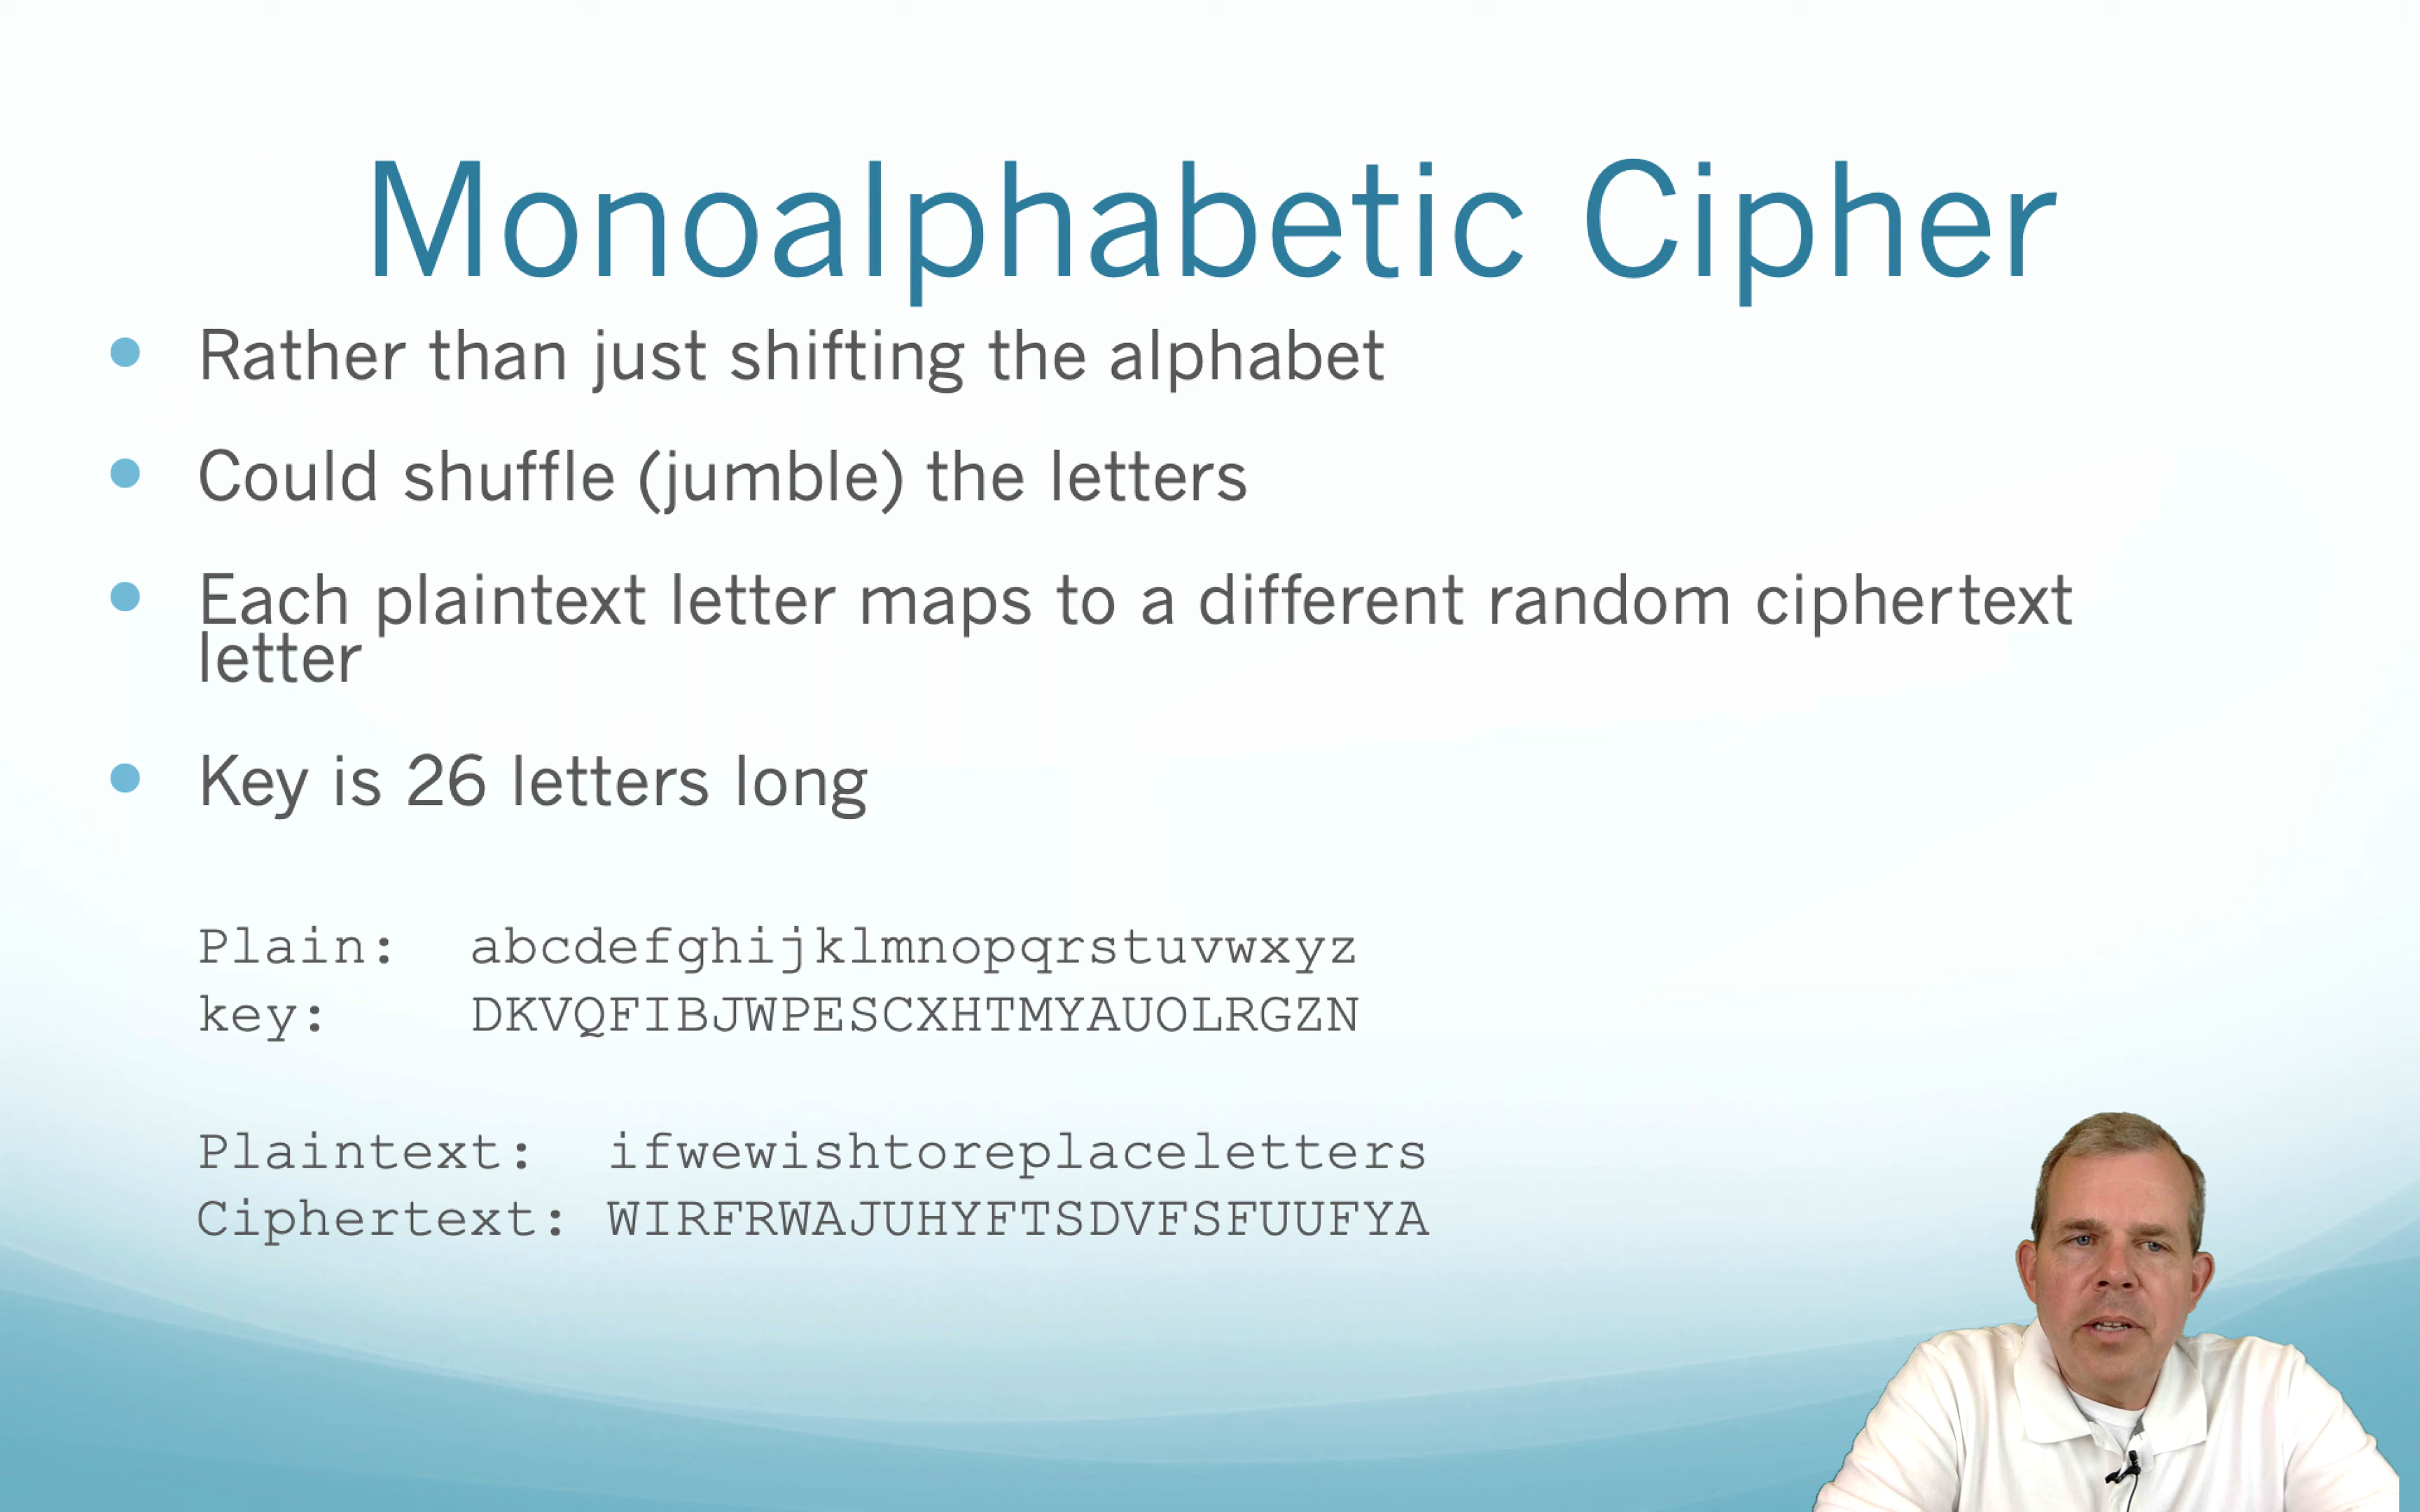 Monoalphabetic Cipher
• Rather than just shifting the alphabet
• Could shuffle (jumble) the letters
• Each plaintext letter maps to a different random ciphertext
letter
• Key is 26 letters long
Plain: abcdefghijklmnopqrstuvwxyz
key: DKVQFIBJWPESCXHTMYAUOLRGZN
Plaintext: ifwewishtoreplaceletters
Ciphertext: WIRFRWAJUHYFTSDVFSFUUFYA